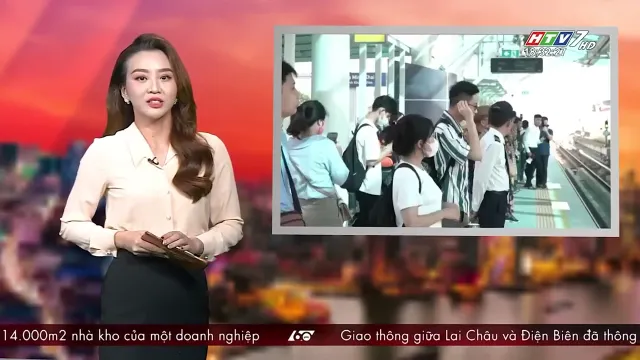 HTV7 HD
14.000m2 nhà kho của một doanh nghiệp
60
Giao thông giữa Lai Châu và Điện Biên đã thông